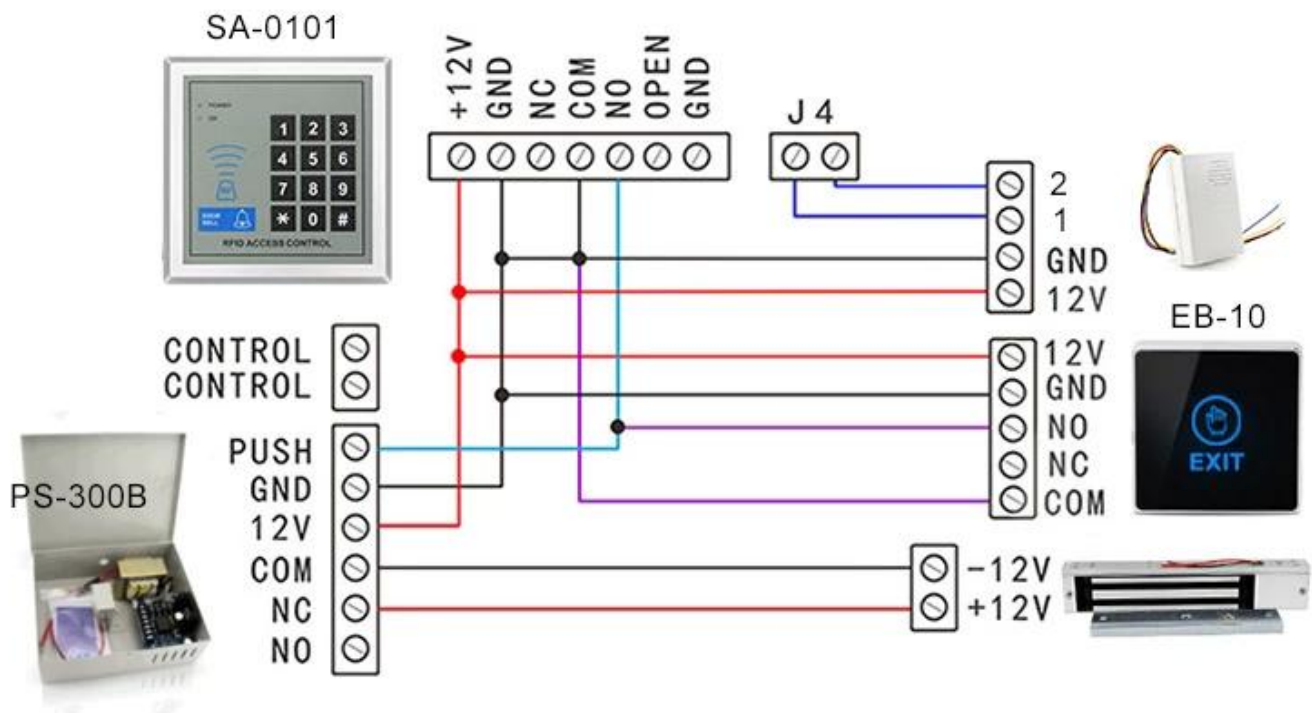 SA-0101
+12V
GND
NC
COM
NO
OPEN
GND
J4
POWER
1 2 3
4 5 6
7 8 9
* 0 #
RFID ACCESS CONTROL
2
1
GND
12V
EB-10
12V
GND
NO
NC
COM
EXIT
CONTROL
CONTROL
PUSH
GND
12V
COM
NC
NO
PS-300B
-12V
+12V